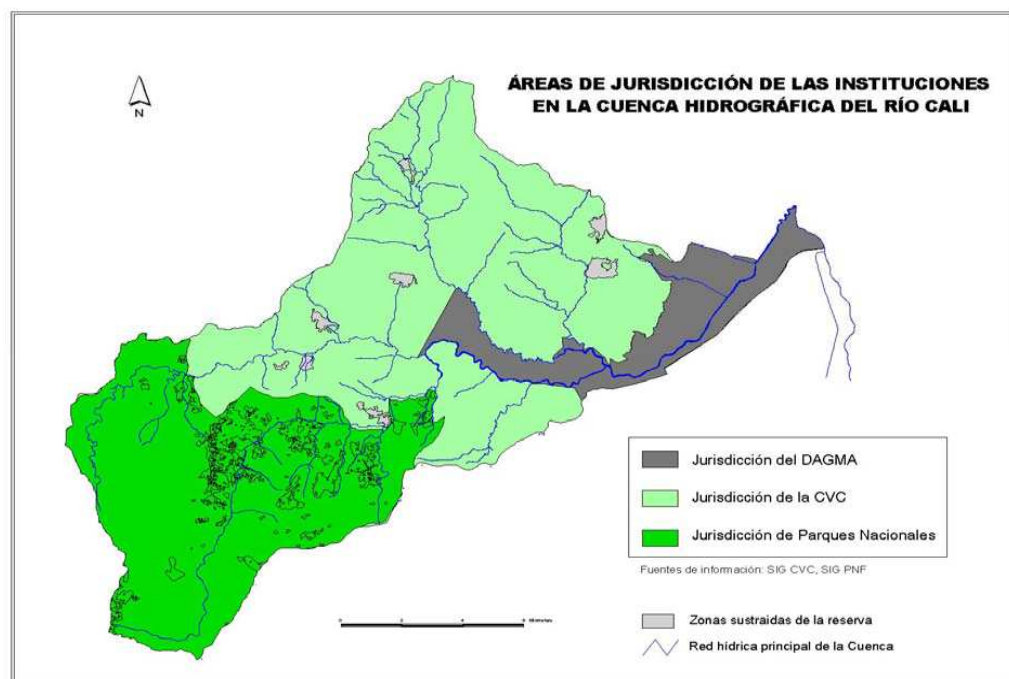 ÁREAS DE JURISDICCIÓN DE LAS INSTITUCIONES
EN LA CUENCA HIDROGRÁFICA DEL RÍO CALI
N
Jurisdicción del DAGMA
Jurisdicción de la CVC
Jurisdicción de Parques Nacionales
Fuentes de información: SIG CVC, SIG PNF
Zonas sustraidas de la reserva
Red hídrica principal de la Cuenca